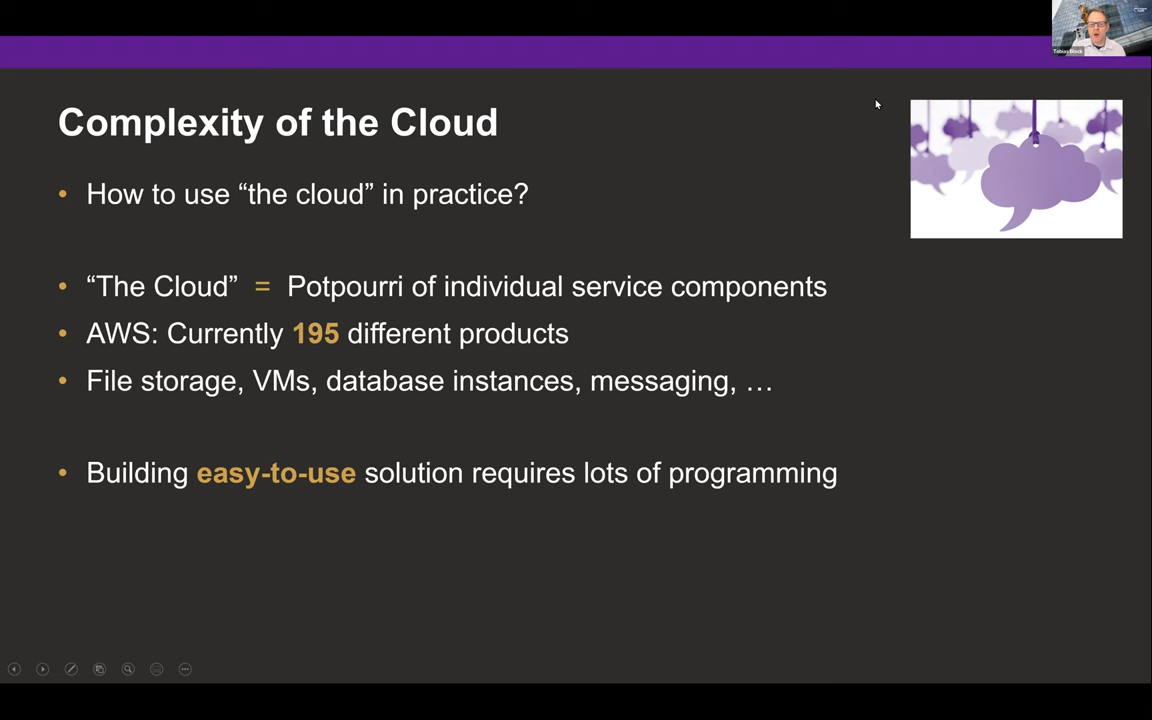 Tobias Block
Complexity of the Cloud
• How to use “the cloud” in practice?
• “The Cloud” = Potpourri of individual service components
• AWS: Currently 195 different products
• File storage, VMs, database instances, messaging, …
• Building easy-to-use solution requires lots of programming